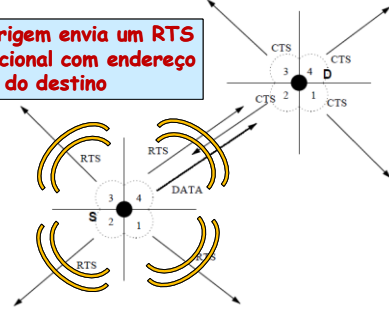 rigem envia um RTS
cional com endereço
do destino
CTS
CTS
3 4 D
2 1
CTS
CTS
RTS
RTS
DATA
3 4
S
2 1
RTS
RTS